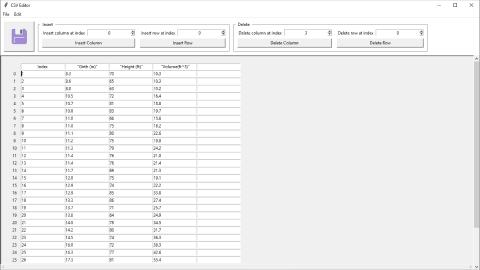 CSV Editor
File Edit
Insert Delete
Insert column at index 0 Insert row at index 0 Delete column at index 3 Delete row at index 0
Insert Column Insert Row Delete Column Delete Row
Index "Girth (in)" "Height (ft)" "Volume(ft^3)"
0 1 8.3 70 10.3
1 2 8.6 65 10.3
2 3 8.8 63 10.2
3 4 10.5 72 16.4
4 5 10.7 81 18.8
5 6 10.8 83 19.7
6 7 11.0 66 15.6
7 8 11.0 75 18.2
8 9 11.1 80 22.6
9 10 11.2 75 19.9
10 11 11.3 79 24.2
11 12 11.4 76 21.0
12 13 11.4 76 21.4
13 14 11.7 69 21.3
14 15 12.0 75 19.1
15 16 12.9 74 22.2
16 17 12.9 85 33.8
17 18 13.3 86 27.4
18 19 13.7 71 25.7
19 20 13.8 64 24.9
20 21 14.0 78 34.5
21 22 14.2 80 31.7
22 23 14.5 74 36.3
23 24 16.0 72 38.3
24 25 16.3 77 42.6
25 26 17.3 81 55.4